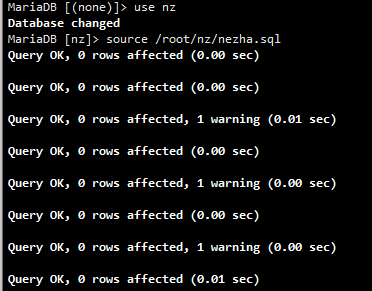 MariaDB [(none)]> use nz
Database changed
MariaDB [nz]> source /root/nz/nezha.sql
Query OK, 0 rows affected (0.00 sec)
Query OK, 0 rows affected (0.00 sec)
Query OK, 0 rows affected, 1 warning (0.01 sec)
Query OK, 0 rows affected (0.00 sec)
Query OK, 0 rows affected, 1 warning (0.00 sec)
Query OK, 0 rows affected (0.00 sec)
Query OK, 0 rows affected, 1 warning (0.00 sec)
Query OK, 0 rows affected (0.01 sec)